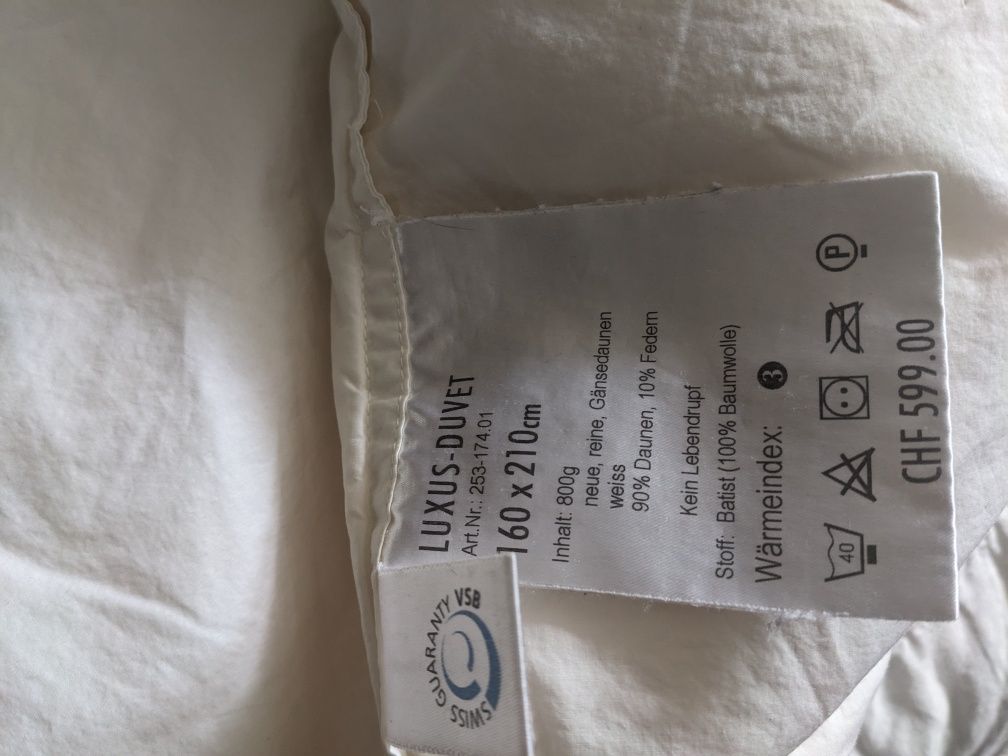 LUXUS-DUVET
Art.Nr.: 253-174.01
160 x 210cm
Inhalt: 800g
neue, reine, Gänsedaunen
weiss
90% Daunen, 10% Federn
Kein Lebendrupf
Stoff: Batist (100% Baumwolle)
Wärmeindex: 3
40 P
CHF 599.00
SWISS GUARANTY VSB